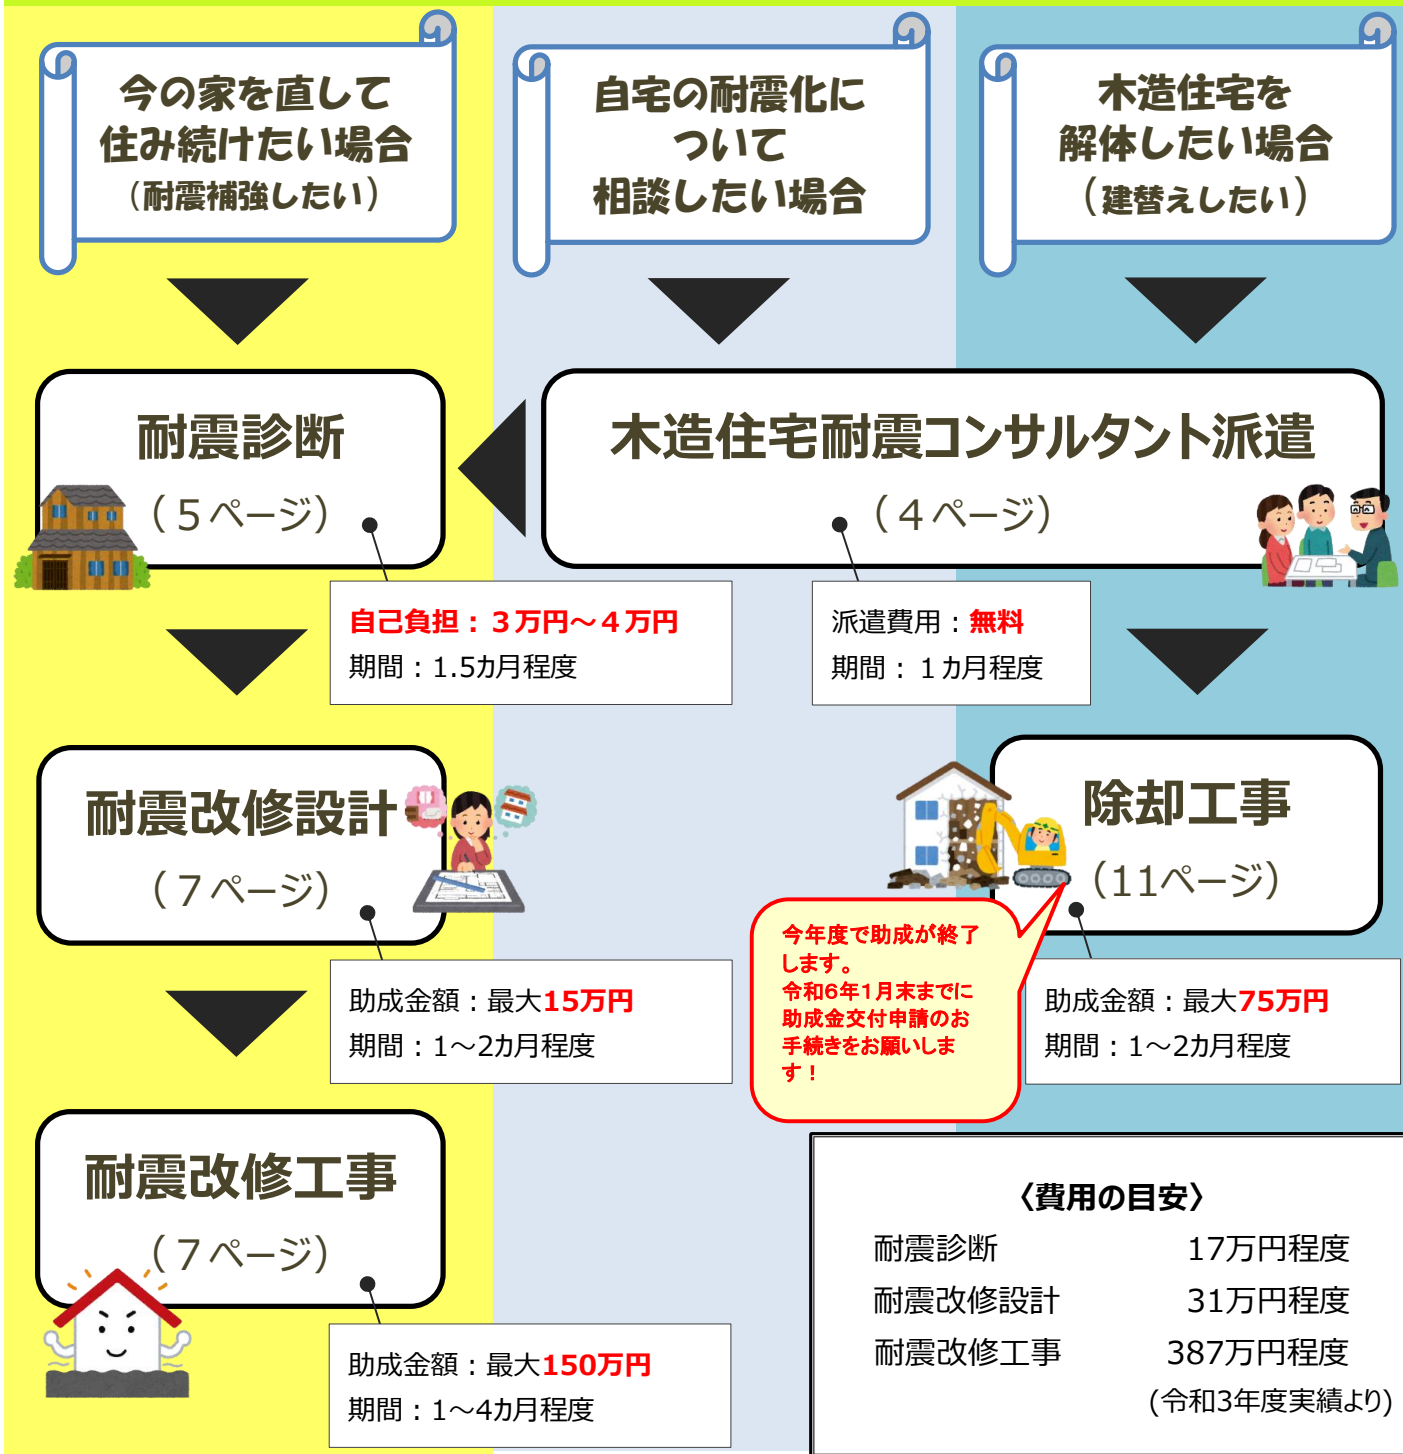 今の家を直して
住み続けたい場合
(耐震補強したい)
自宅の耐震化に
ついて
相談したい場合
木造住宅を
解体したい場合
(建替えしたい)
耐震診断
(5ページ)
木造住宅耐震コンサルタント派遣
(4ページ)
自己負担：3万円～4万円
期間：1.5カ月程度
派遣費用：無料
期間：1カ月程度
耐震改修設計
(7ページ)
除却工事
(11ページ)
今年度で助成が終了
します。
令和6年1月末までに
助成金交付申請のお
手続きをお願いしま
す！
助成金額：最大15万円
期間：1～2カ月程度
助成金額：最大75万円
期間：1～2カ月程度
耐震改修工事
(7ページ)
助成金額：最大150万円
期間：1～4カ月程度
〈費用の目安〉
耐震診断 17万円程度
耐震改修設計 31万円程度
耐震改修工事 387万円程度
(令和3年度実績より)